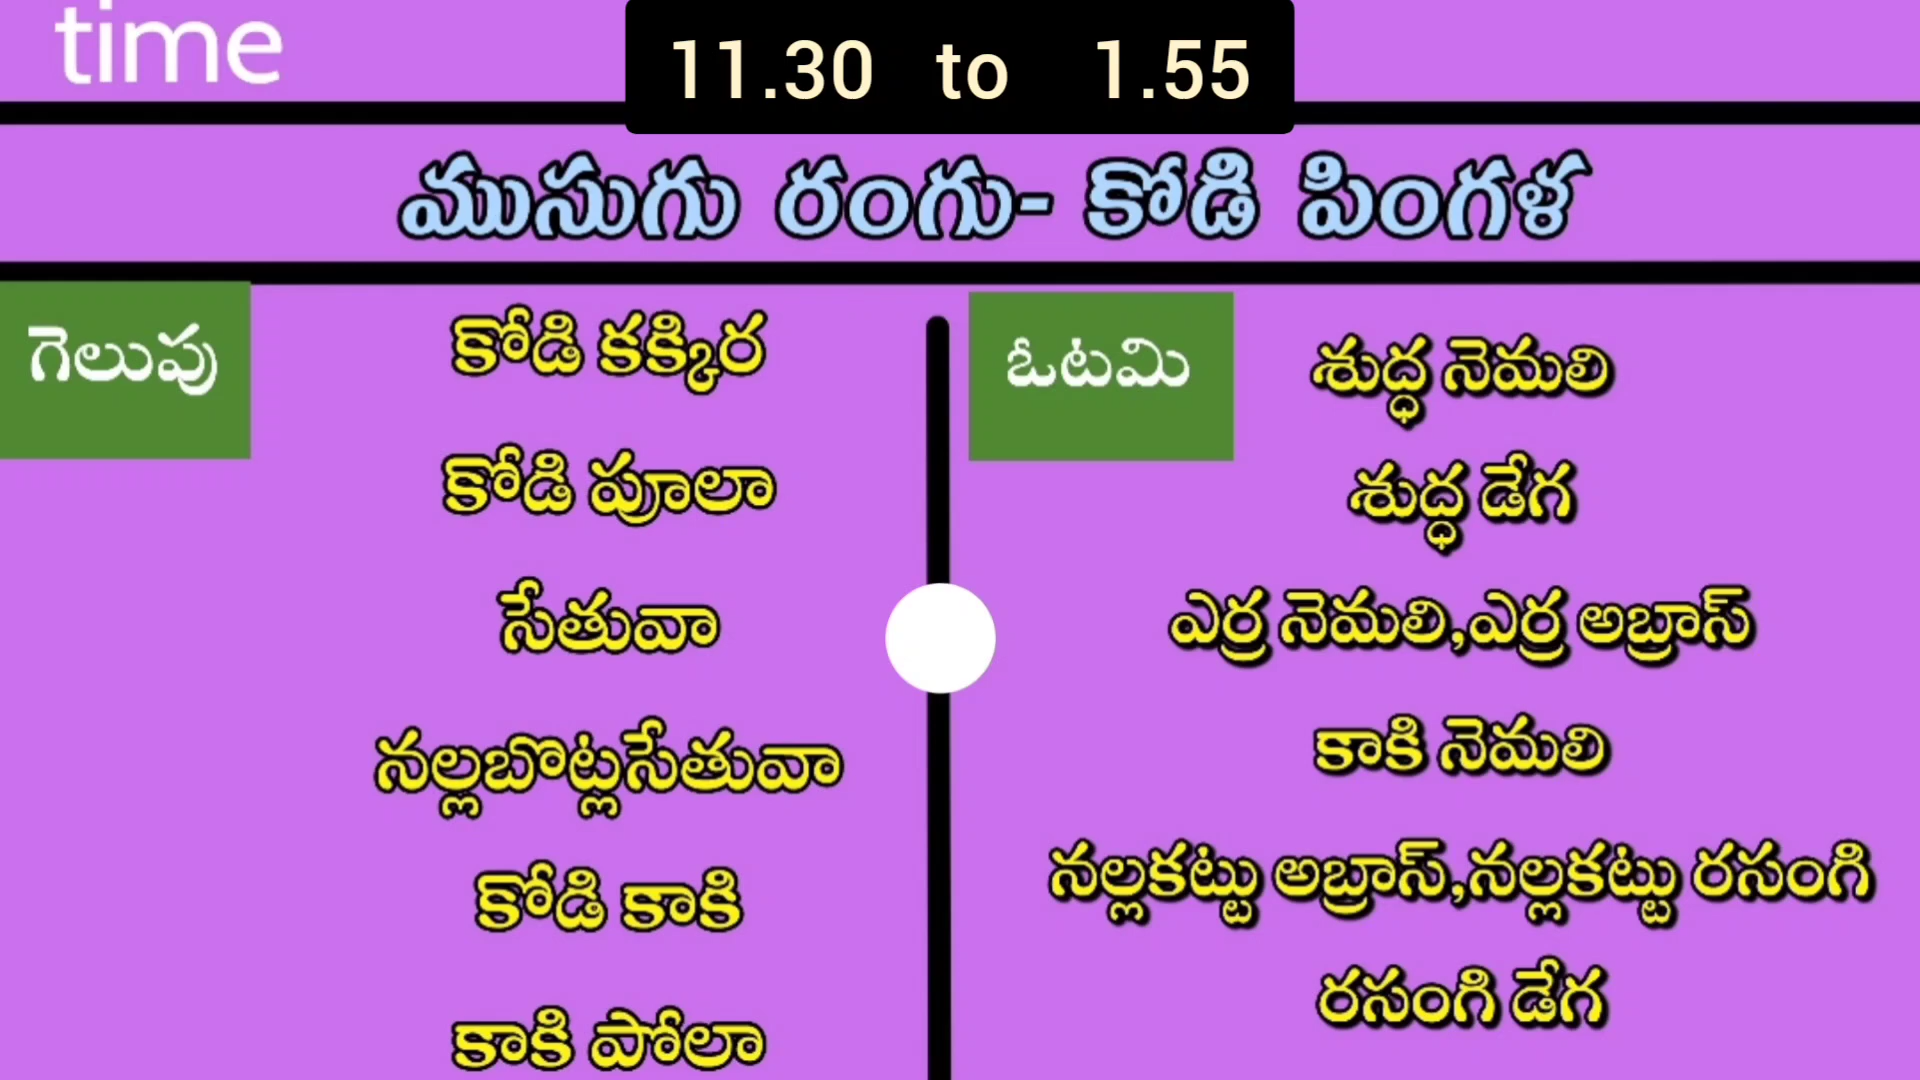 time
11.30 to 1.55
ముసుగు రంగు- కోడి పింగళ
గెలుపు
కోడి కక్కిర
కోడి పూలా
సేతువా
నల్లబొట్లసేతువా
కోడి కాకి
కాకి పోలా
ఓటమి
శుద్ధ నెమలి
శుద్ధ డేగ
ఎర్ర నెమలి,ఎర్ర అబ్రాస్
కాకి నెమలి
నల్లకట్టు అబ్రాస్,నల్లకట్టు రసంగి
రసంగి డేగ